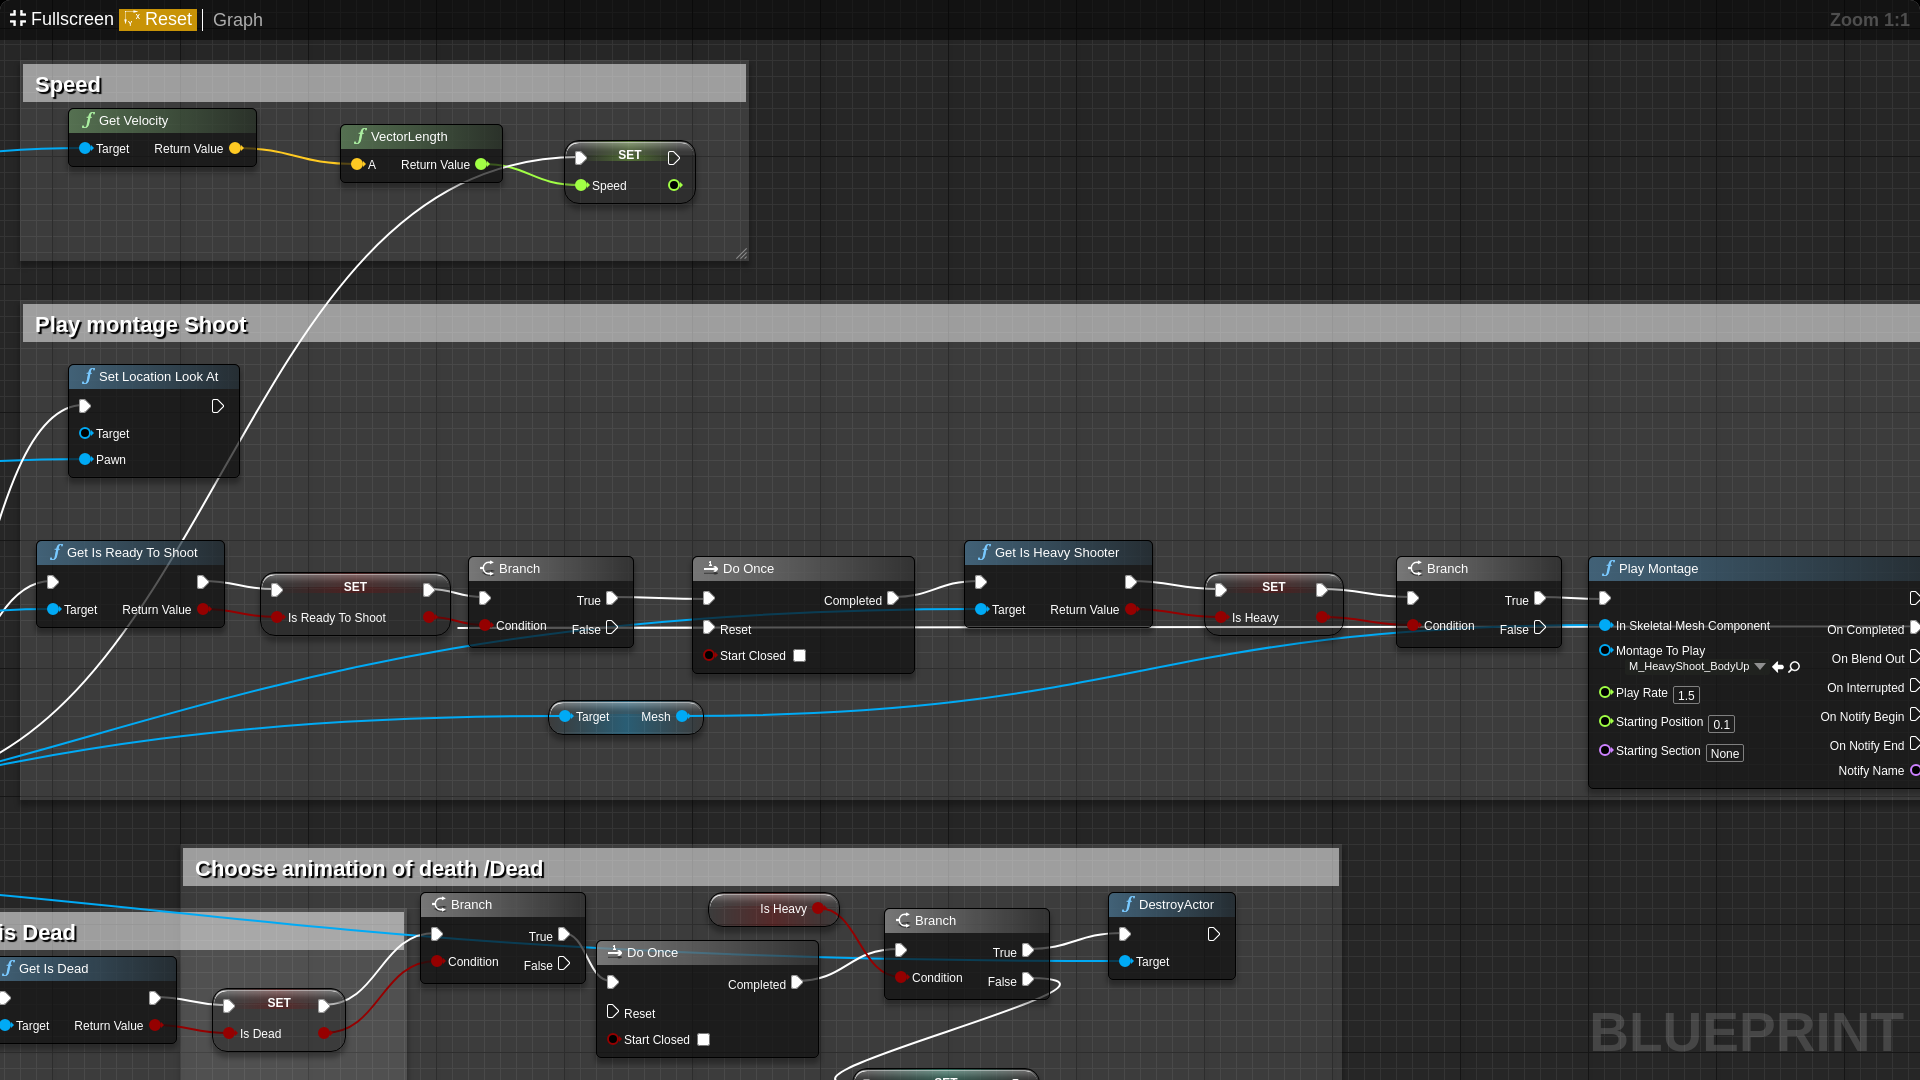 Fullscreen Reset Graph Zoom 1:1
Speed
Get Velocity
Target Return Value
VectorLength
A Return Value
SET
Speed
Play montage Shoot
Set Location Look At
Target
Pawn
Get Is Ready To Shoot
Target Return Value
SET
Is Ready To Shoot
Branch
True
Condition False
Do Once
Completed
Reset
Start Closed
Get Is Heavy Shooter
Target Return Value
SET
Is Heavy
Branch
True
Condition False
Play Montage
In Skeletal Mesh Component On Completed
Montage To Play
M_HeavyShoot_BodyUp On Blend Out
Play Rate 1.5 On Interrupted
Starting Position 0.1 On Notify Begin
Starting Section None On Notify End
Notify Name
Target Mesh
Choose animation of death /Dead
Branch
True
Condition False
Is Heavy
Do Once
Completed
Reset
Start Closed
Branch
True
Condition False
DestroyActor
Target
is Dead
Get Is Dead
Target Return Value
SET
Is Dead
SET
BLUEPRINT